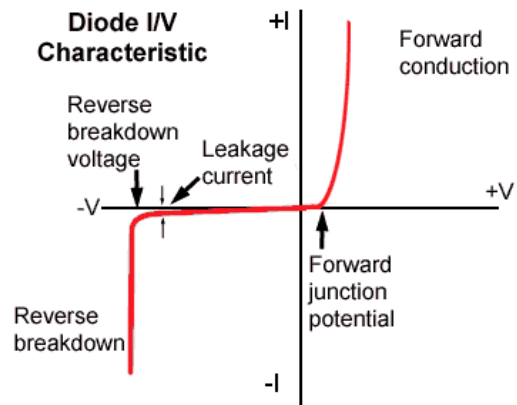 Diode I/V
Characteristic
+I
Forward
conduction
Reverse
breakdown
voltage
Leakage
current
-V
+V
Forward
junction
potential
Reverse
breakdown
-I